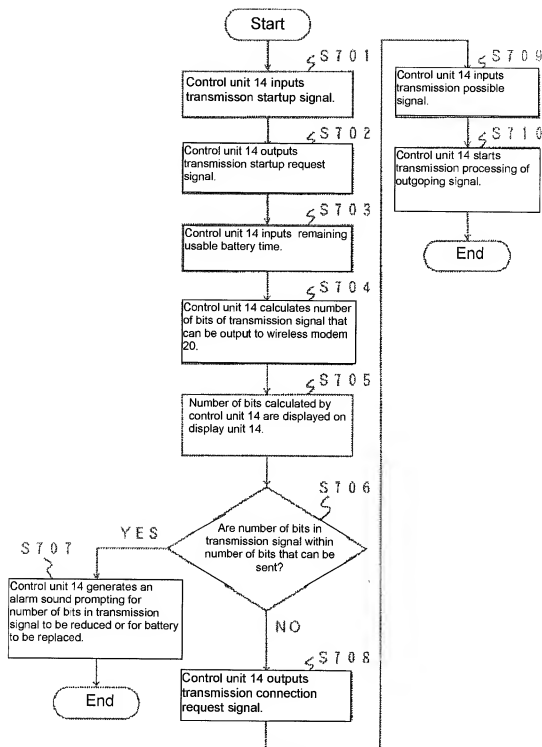 Start
S701
Control unit 14 inputs
transmisson startup signal.
S702
Control unit 14 outputs
transmission startup request
signal.
S703
Control unit 14 inputs remaining
usable battery time.
S704
Control unit 14 calculates number
of bits of transmission signal that
can be output to wireless modem
20.
S705
Number of bits calculated by
control unit 14 are displayed on
display unit 14.
S706
Are number of bits in
transmission signal within
number of bits that can be
sent?
YES
S707
Control unit 14 generates an
alarm sound prompting for
number of bits in transmission
signal to be reduced or for battery
to be replaced.
End
NO
S708
Control unit 14 outputs
transmission connection
request signal.
S709
Control unit 14 inputs
transmission possible
signal.
S710
Control unit 14 starts
transmission processing of
outgoping signal.
End